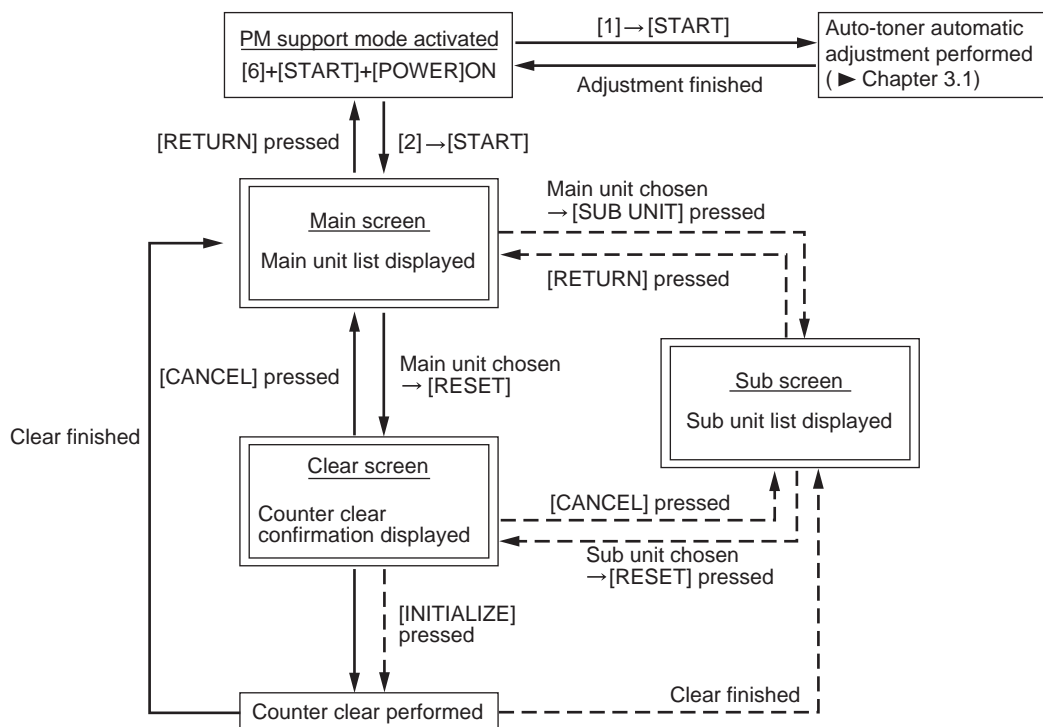 PM support mode activated
[6]+[START]+[POWER]ON
[1]→[START]
Adjustment finished
Auto-toner automatic
adjustment performed
( ► Chapter 3.1)
[RETURN] pressed
[2]→[START]
Main screen
Main unit list displayed
Main unit chosen
→[SUB UNIT] pressed
[RETURN] pressed
[CANCEL] pressed
Main unit chosen
→ [RESET]
Sub screen
Sub unit list displayed
Clear finished
Clear screen
Counter clear
confirmation displayed
[CANCEL] pressed
Sub unit chosen
→[RESET] pressed
[INITIALIZE]
pressed
Counter clear performed
Clear finished